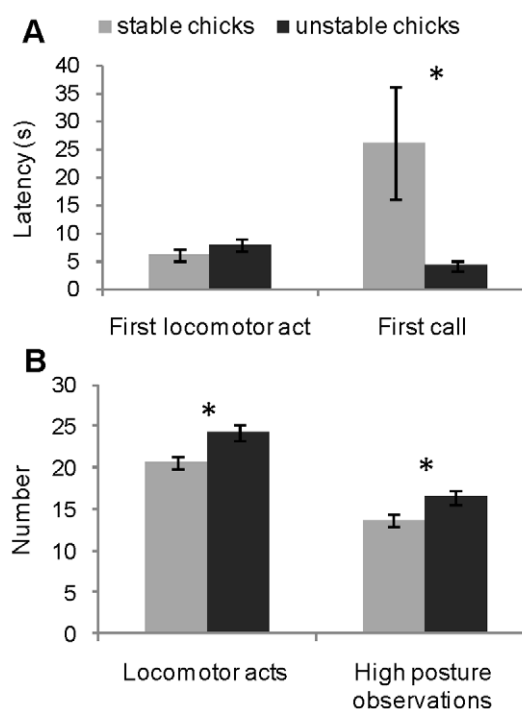 A
stable chicks unstable chicks
Latency (s)
40
35
30
25
20
15
10
5
0
*
First locomotor act First call
B
Number
30
25
20
15
10
5
0
*
*
Locomotor acts High posture
observations